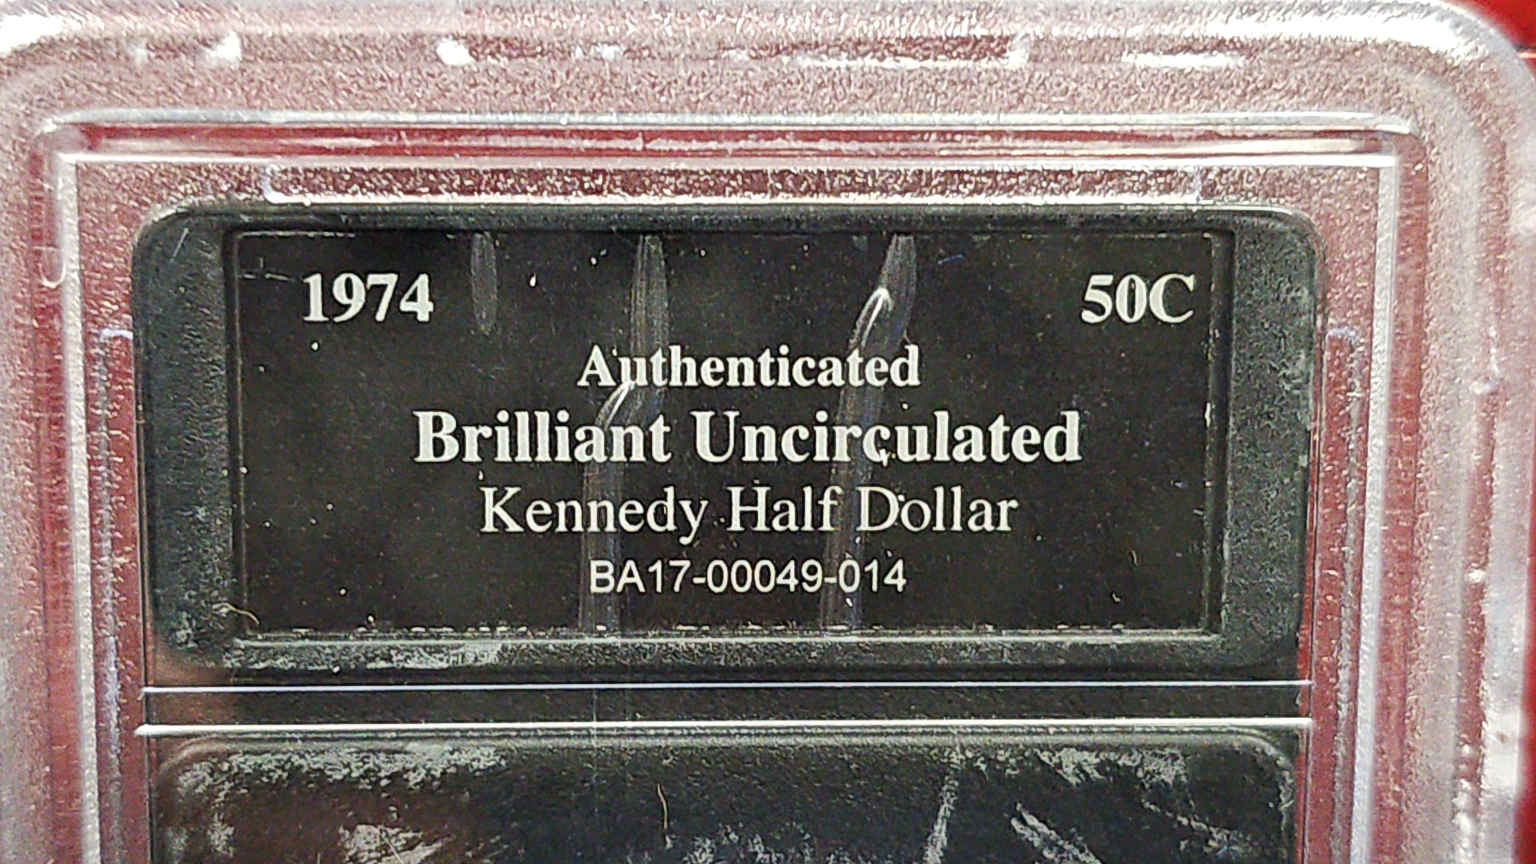 1974 50C
Authenticated
Brilliant Uncirculated
Kennedy Half Dollar
BA17-00049-014